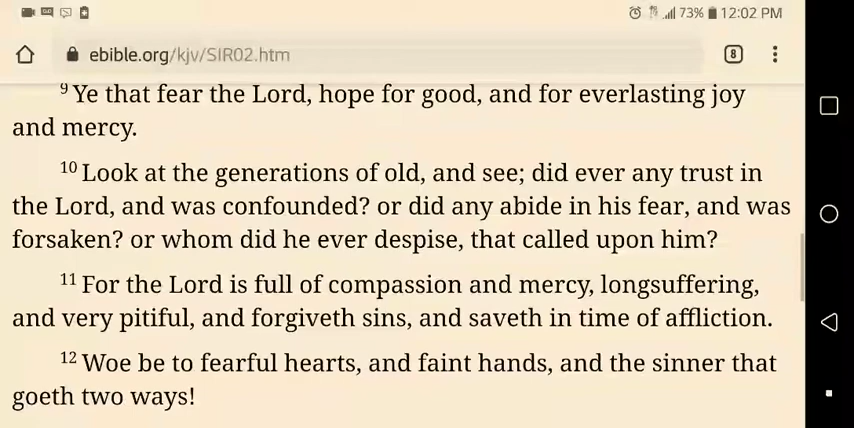 73% 12:02 PM
ebible.org/kjv/SIR02.htm 8
9 Ye that fear the Lord, hope for good, and for everlasting joy
and mercy.
10 Look at the generations of old, and see; did ever any trust in
the Lord, and was confounded? or did any abide in his fear, and was
forsaken? or whom did he ever despise, that called upon him?
11 For the Lord is full of compassion and mercy, longsuffering,
and very pitiful, and forgiveth sins, and saveth in time of affliction.
12 Woe be to fearful hearts, and faint hands, and the sinner that
goeth two ways!